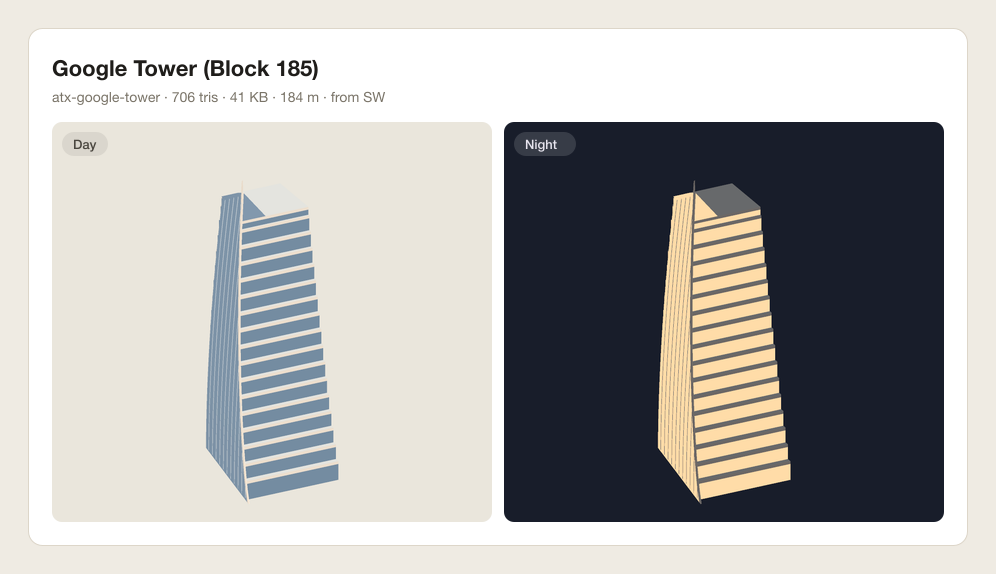 Google Tower (Block 185)
atx-google-tower · 706 tris · 41 KB · 184 m · from SW
Day
Night